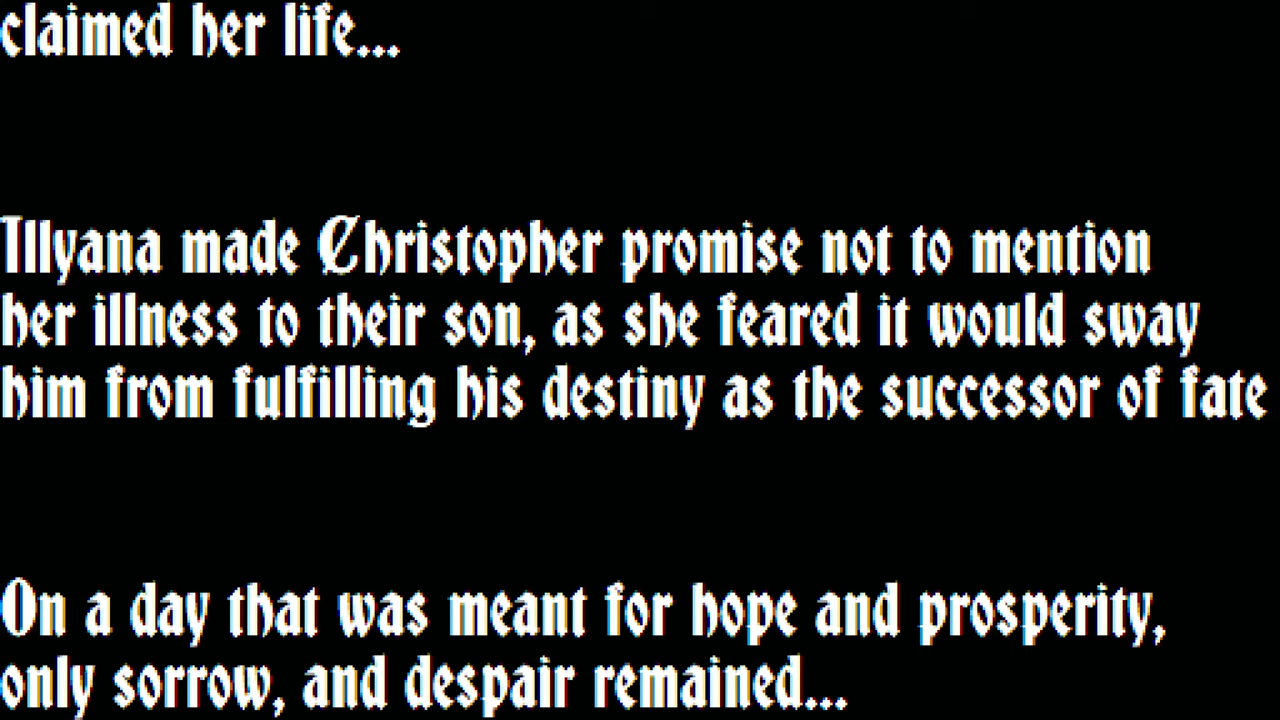 claimed her life...
Illyana made Christopher promise not to mention
her illness to their son, as she feared it would sway
him from fulfilling his destiny as the successor of fate
On a day that was meant for hope and prosperity,
only sorrow, and despair remained...